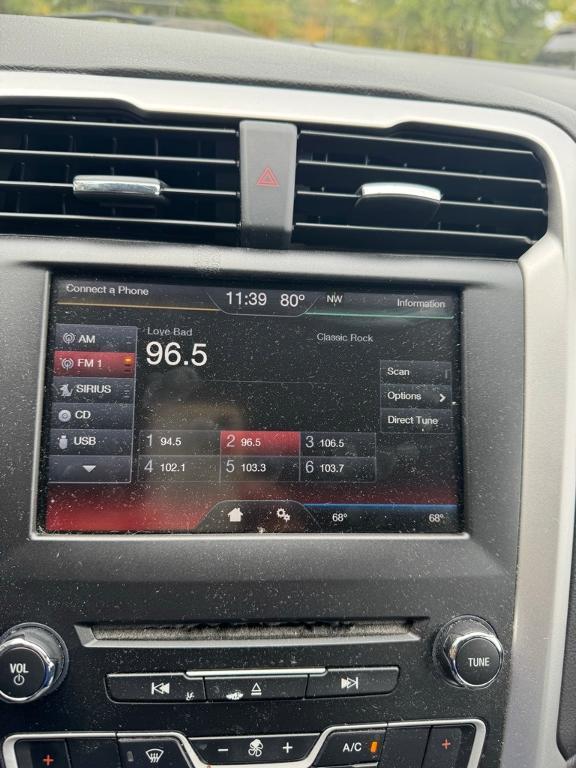 Connect a Phone
11:39 80° NW
Information
AM
FM 1
SIRIUS
CD
USB
Love Bad
96.5
Classic Rock
Scan
Options
Direct Tune
1 94.5 2 96.5 3 106.5
4 102.1 5 103.3 6 103.7
68° 68°
VOL
TUNE
- +
A/C
+ +